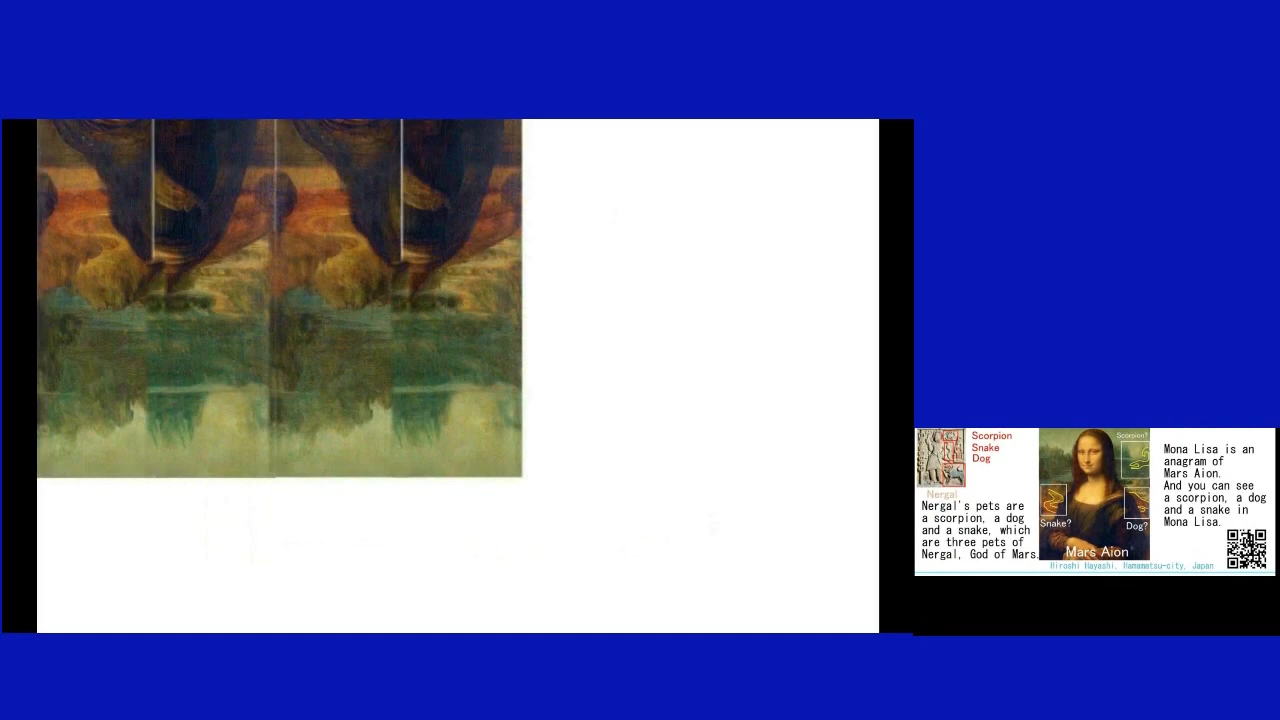 Scorpion
Snake
Dog
Nergal
Nergal's pets are
a scorpion, a dog
and a snake, which
are three pets of
Nergal, God of Mars.
Scorpion?
Snake?
Dog?
Mars Aion
Mona Lisa is an
anagram of
Mars Aion.
And you can see
a scorpion, a dog
and a snake in
Mona Lisa.
Hiroshi Hayashi, Hamamatsu-city, Japan